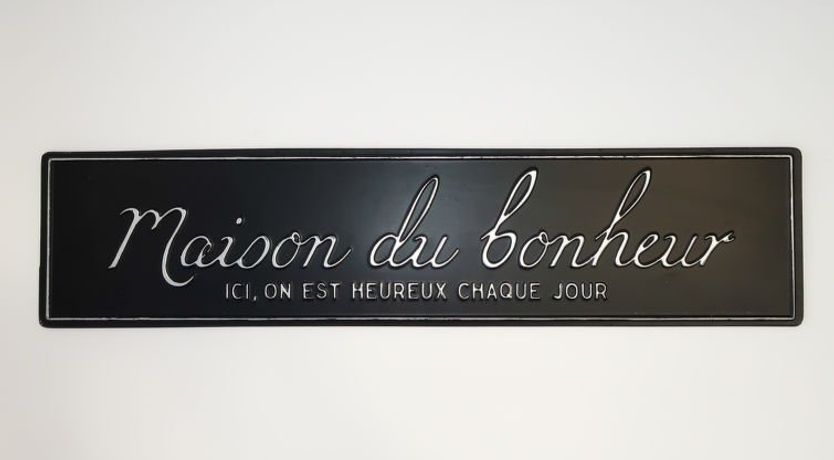 Maison du bonheur
ICI, ON EST HEUREUX CHAQUE JOUR